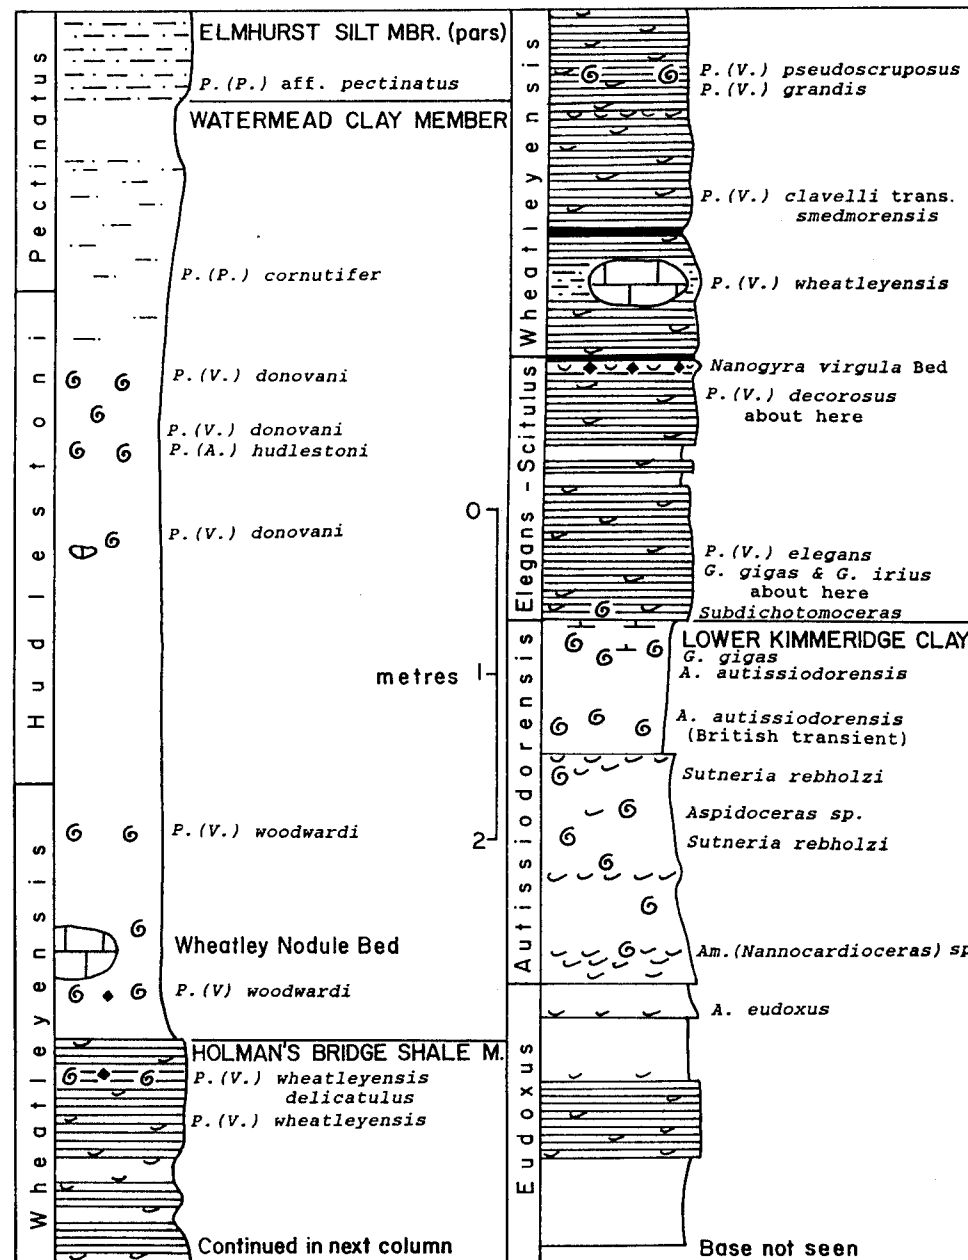 Pectinatus
Hudlestoni
Wheatleyensis
ELMHURST SILT MBR. (pars)
P.(P.) aff. pectinatus
WATERMEAD CLAY MEMBER
P.(P.) cornutifer
P.(V.) donovani
P.(V.) donovani
P.(A.) hudlestoni
P.(V.) donovani
P.(V.) woodwardi
Wheatley Nodule Bed
P.(V) woodwardi
HOLMAN'S BRIDGE SHALE M.
P.(V.) wheatleyensis
delicatulus
P.(V.) wheatleyensis
Continued in next column
0
metres 1
2
Wheatleyensis
Elegans - Scitulus
Autissiodorensis
Eudoxus
P.(V.) pseudoscruposus
P.(V.) grandis
P.(V.) clavelli trans.
smedmorensis
P.(V.) wheatleyensis
Nanogyra virgula Bed
P.(V.) decorosus
about here
P.(V.) elegans
G. gigas & G. irius
about here
Subdichotomoceras
LOWER KIMMERIDGE CLAY
G. gigas
A. autissiodorensis
A. autissiodorensis
(British transient)
Sutneria rebholzi
Aspidoceras sp.
Sutneria rebholzi
Am.(Nannocardioceras) sp
A. eudoxus
Base not seen